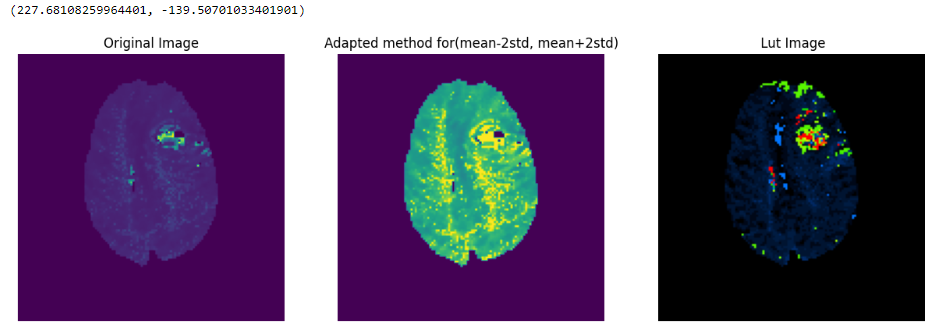 (227.68108259964401, -139.50701033401901)
Original Image
Adapted method for(mean-2std, mean+2std)
Lut Image